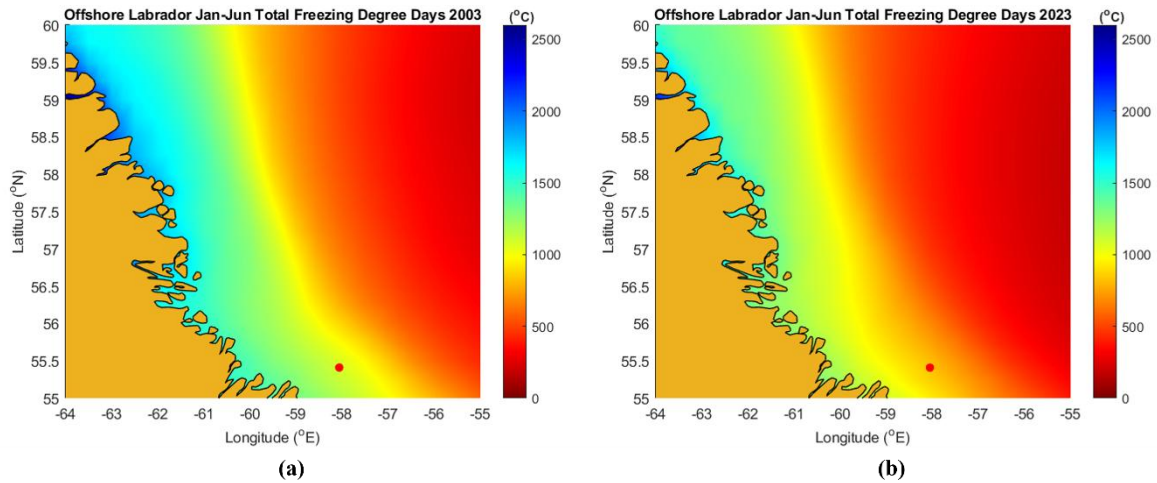 Offshore Labrador Jan-Jun Total Freezing Degree Days 2003
(°C)
60
59.5
59
58.5
58
57.5
57
56.5
56
55.5
55
Latitude (°N)
-64 -63 -62 -61 -60 -59 -58 -57 -56 -55
Longitude (°E)
2500
2000
1500
1000
500
0
(a)
Offshore Labrador Jan-Jun Total Freezing Degree Days 2023
(°C)
60
59.5
59
58.5
58
57.5
57
56.5
56
55.5
55
Latitude (°N)
-64 -63 -62 -61 -60 -59 -58 -57 -56 -55
Longitude (°E)
2500
2000
1500
1000
500
0
(b)